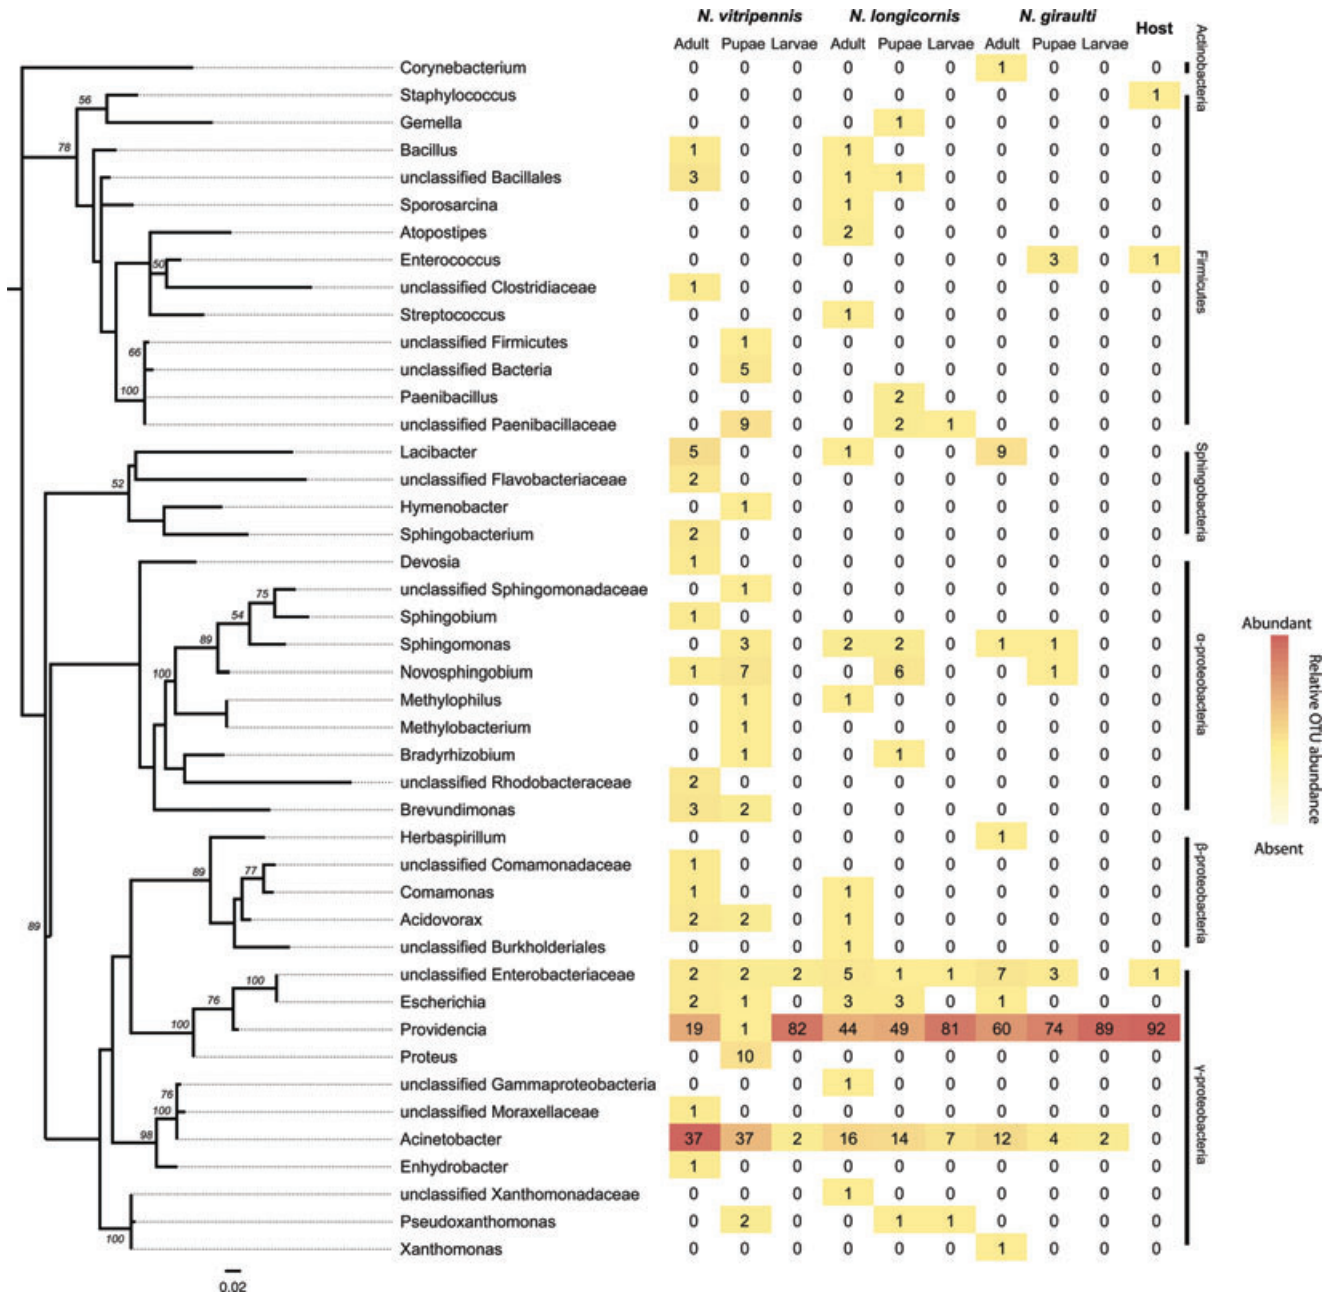 N. vitripennis N. longicornis N. giraulti Host
Adult Pupae Larvae Adult Pupae Larvae Adult Pupae Larvae
Corynebacterium 0 0 0 0 0 0 1 0 0 0
Staphylococcus 0 0 0 0 0 0 0 0 0 1
Gemella 0 0 0 0 1 0 0 0 0 0
Bacillus 1 0 0 1 0 0 0 0 0 0
unclassified Bacillales 3 0 0 1 1 0 0 0 0 0
Sporosarcina 0 0 0 1 0 0 0 0 0 0
Atopostipes 0 0 0 2 0 0 0 0 0 0
Enterococcus 0 0 0 0 0 0 0 3 0 1
unclassified Clostridiaceae 1 0 0 0 0 0 0 0 0 0
Streptococcus 0 0 0 1 0 0 0 0 0 0
unclassified Firmicutes 0 1 0 0 0 0 0 0 0 0
unclassified Bacteria 0 5 0 0 0 0 0 0 0 0
Paenibacillus 0 0 0 0 2 0 0 0 0 0
unclassified Paenibacillaceae 0 9 0 0 2 1 0 0 0 0
Lacibacter 5 0 0 1 0 0 9 0 0 0
unclassified Flavobacteriaceae 2 0 0 0 0 0 0 0 0 0
Hymenobacter 0 1 0 0 0 0 0 0 0 0
Sphingobacterium 2 0 0 0 0 0 0 0 0 0
Devosia 1 0 0 0 0 0 0 0 0 0
unclassified Sphingomonadaceae 0 1 0 0 0 0 0 0 0 0
Sphingobium 1 0 0 0 0 0 0 0 0 0
Sphingomonas 0 3 0 2 2 0 1 1 0 0
Novosphingobium 1 7 0 0 6 0 0 1 0 0
Methylophilus 0 1 0 1 0 0 0 0 0 0
Methylobacterium 0 1 0 0 0 0 0 0 0 0
Bradyrhizobium 0 1 0 0 1 0 0 0 0 0
unclassified Rhodobacteraceae 2 0 0 0 0 0 0 0 0 0
Brevundimonas 3 2 0 0 0 0 0 0 0 0
Herbaspirillum 0 0 0 0 0 0 1 0 0 0
unclassified Comamonadaceae 1 0 0 0 0 0 0 0 0 0
Comamonas 1 0 0 1 0 0 0 0 0 0
Acidovorax 2 2 0 1 0 0 0 0 0 0
unclassified Burkholderiales 0 0 0 1 0 0 0 0 0 0
unclassified Enterobacteriaceae 2 2 2 5 1 1 7 3 0 1
Escherichia 2 1 0 3 3 0 1 0 0 0
Providencia 19 1 82 44 49 81 60 74 89 92
Proteus 0 10 0 0 0 0 0 0 0 0
unclassified Gammaproteobacteria 0 0 0 1 0 0 0 0 0 0
unclassified Moraxellaceae 1 0 0 0 0 0 0 0 0 0
Acinetobacter 37 37 2 16 14 7 12 4 2 0
Enhydrobacter 1 0 0 0 0 0 0 0 0 0
unclassified Xanthomonadaceae 0 0 0 1 0 0 0 0 0 0
Pseudoxanthomonas 0 2 0 0 1 1 0 0 0 0
Xanthomonas 0 0 0 0 0 0 1 0 0 0
56
78
50
66
100
52
75
54
89
100
77
89
89
100
76
100
76
100
98
100
0.02
Actinobacteria
Firmicutes
Sphingobacteria
α-proteobacteria
β-proteobacteria
γ-proteobacteria
Abundant
Relative OTU abundance
Absent